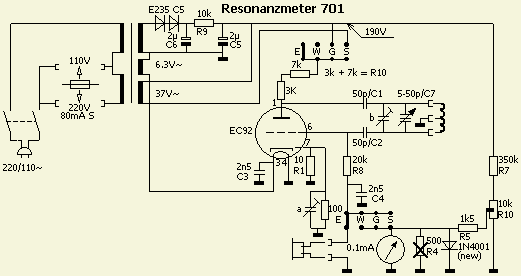 Resonanzmeter 701
E235 C5
10k
R9
2µ
C6
2µ
C5
190V
E W G S
7k
3k + 7k = R10
3K
110V
220V
80mA S
6.3V~
37V~
220/110~
1
EC92
6
7
3 4
50p/C1
5-50p/C7
b
50p/C2
2n5
C3
10
R1
20k
R8
2n5
C4
350k
R7
a
100
E W G S
0.1mA
500
R4
1k5
R5
1N4001
(new)
10k
R10